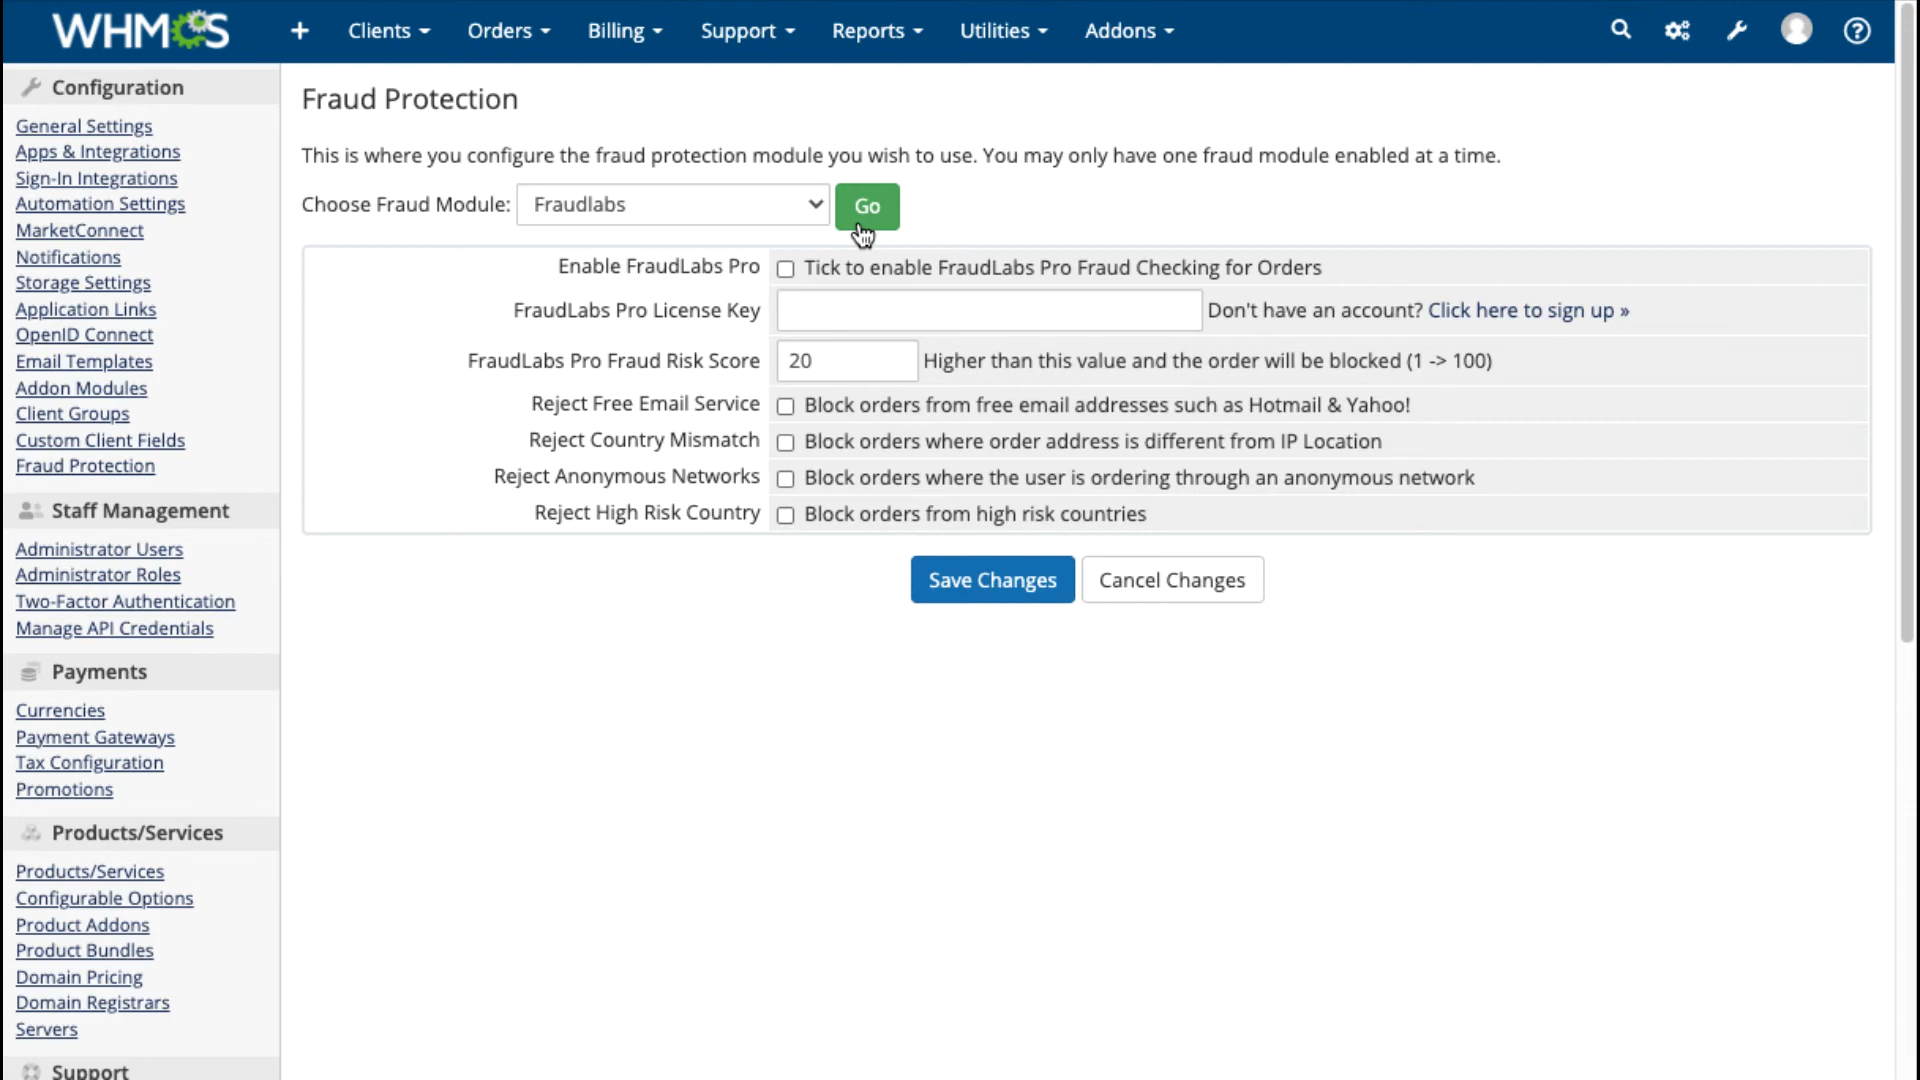 WHMCS
+ Clients Orders Billing Support Reports Utilities Addons
Configuration
General Settings
Apps & Integrations
Sign-In Integrations
Automation Settings
MarketConnect
Notifications
Storage Settings
Application Links
OpenID Connect
Email Templates
Addon Modules
Client Groups
Custom Client Fields
Fraud Protection
Staff Management
Administrator Users
Administrator Roles
Two-Factor Authentication
Manage API Credentials
Payments
Currencies
Payment Gateways
Tax Configuration
Promotions
Products/Services
Products/Services
Configurable Options
Product Addons
Product Bundles
Domain Pricing
Domain Registrars
Servers
Support
Fraud Protection
This is where you configure the fraud protection module you wish to use. You may only have one fraud module enabled at a time.
Choose Fraud Module: Fraudlabs Go
Enable FraudLabs Pro Tick to enable FraudLabs Pro Fraud Checking for Orders
FraudLabs Pro License Key Don't have an account? Click here to sign up »
FraudLabs Pro Fraud Risk Score 20 Higher than this value and the order will be blocked (1 -> 100)
Reject Free Email Service Block orders from free email addresses such as Hotmail & Yahoo!
Reject Country Mismatch Block orders where order address is different from IP Location
Reject Anonymous Networks Block orders where the user is ordering through an anonymous network
Reject High Risk Country Block orders from high risk countries
Save Changes Cancel Changes